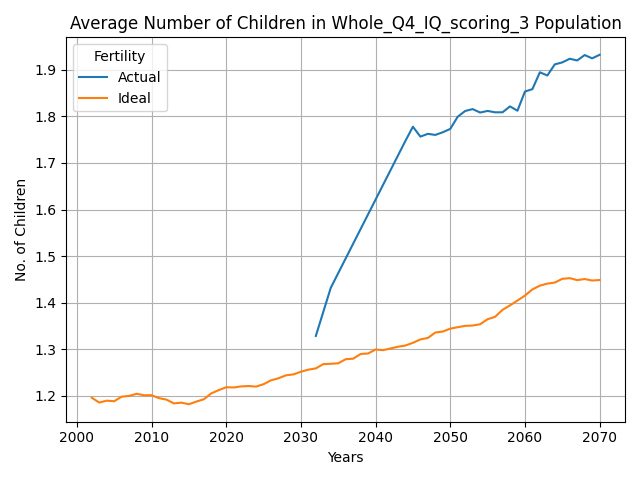 Average Number of Children in Whole_Q4_IQ_scoring_3 Population
Fertility
Actual
Ideal
No. of Children
1.9
1.8
1.7
1.6
1.5
1.4
1.3
1.2
2000 2010 2020 2030 2040 2050 2060 2070
Years